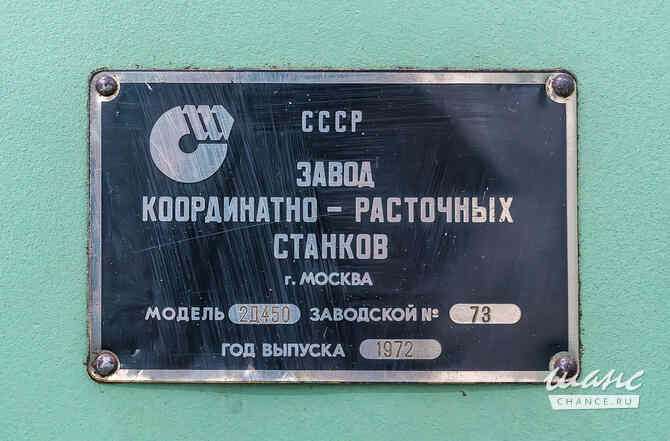 СССР
ЗАВОД
КООРДИНАТНО – РАСТОЧНЫХ
СТАНКОВ
г. МОСКВА
МОДЕЛЬ 2Д450 ЗАВОДСКОЙ № 73
ГОД ВЫПУСКА 1972
шанс
CHANCE.RU